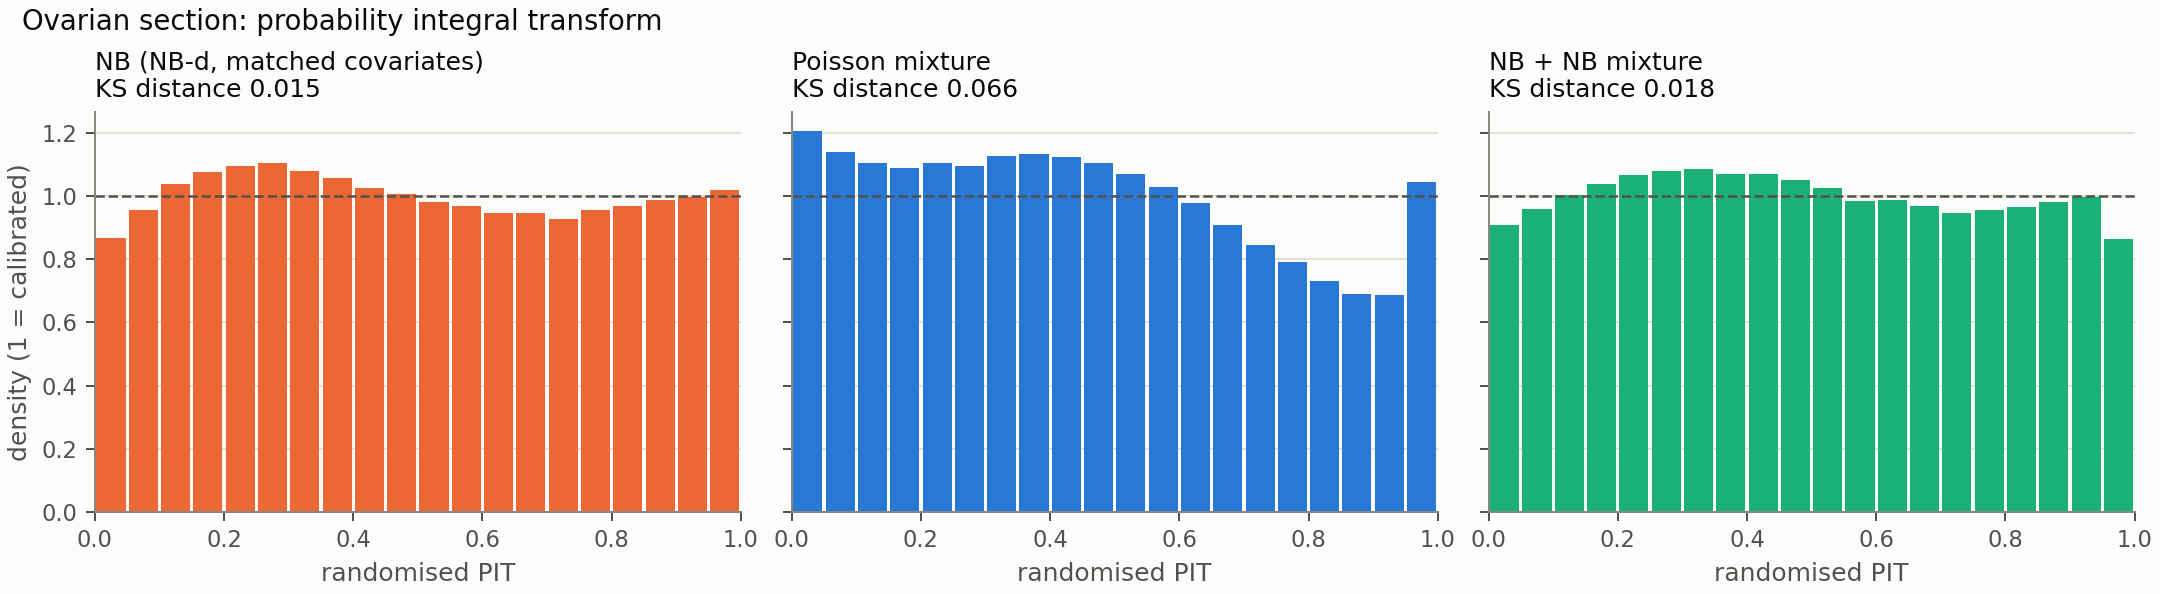 Ovarian section: probability integral transform
NB (NB-d, matched covariates)
KS distance 0.015
Poisson mixture
KS distance 0.066
NB + NB mixture
KS distance 0.018
density (1 = calibrated)
1.2
1.0
0.8
0.6
0.4
0.2
0.0
0.0 0.2 0.4 0.6 0.8 1.0
0.0 0.2 0.4 0.6 0.8 1.0
0.0 0.2 0.4 0.6 0.8 1.0
randomised PIT
randomised PIT
randomised PIT